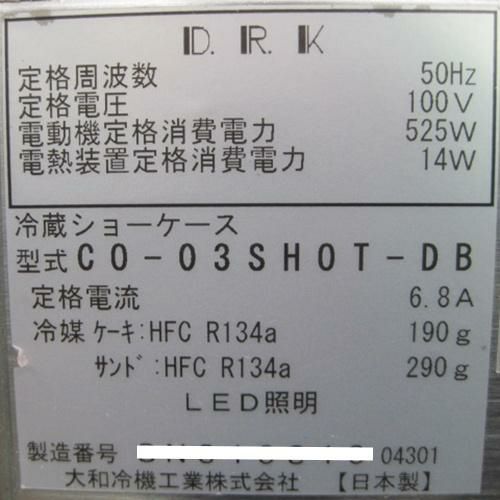 D.R.K
定格周波数 50Hz
定格電圧 100V
電動機定格消費電力 525W
電熱装置定格消費電力 14W
冷蔵ショーケース
型式 CO-03SHOT-DB
定格電流 6.8A
冷媒 ケーキ:HFC R134a 190g
サンド:HFC R134a 290g
LED照明
製造番号 04301
大和冷機工業株式会社 【日本製】